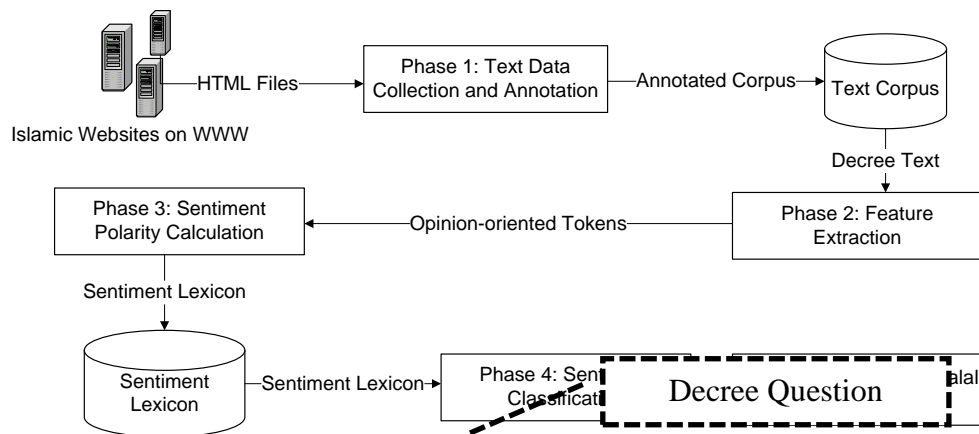 HTML Files
Phase 1: Text Data
Collection and Annotation
Annotated Corpus
Text Corpus
Islamic Websites on WWW
Decree Text
Phase 3: Sentiment
Polarity Calculation
Opinion-oriented Tokens
Phase 2: Feature
Extraction
Sentiment Lexicon
Sentiment
Lexicon
Sentiment Lexicon
Phase 4:
Decree Question